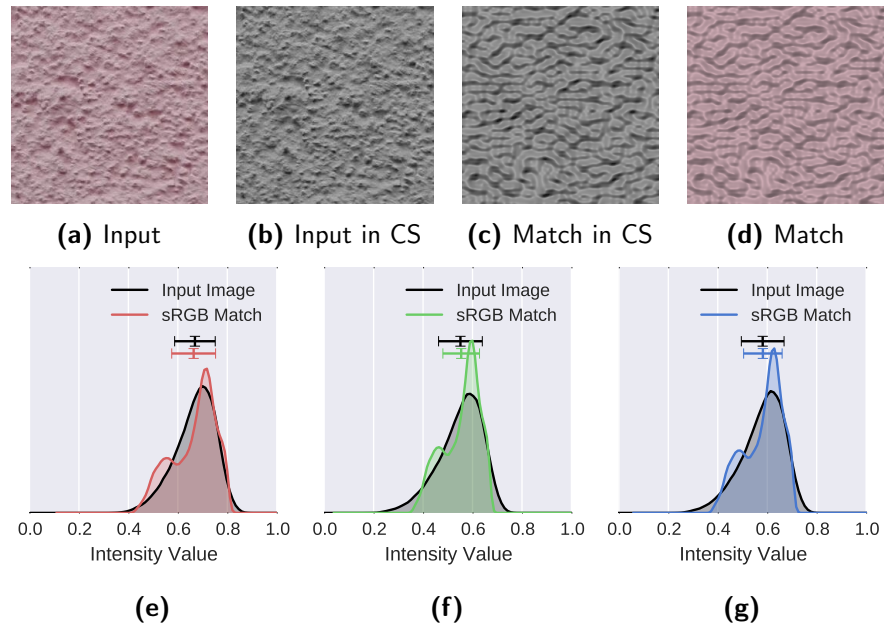 (a) Input (b) Input in CS (c) Match in CS (d) Match
Input Image
sRGB Match
0.0 0.2 0.4 0.6 0.8 1.0
Intensity Value
(e)
Input Image
sRGB Match
0.0 0.2 0.4 0.6 0.8 1.0
Intensity Value
(f)
Input Image
sRGB Match
0.0 0.2 0.4 0.6 0.8 1.0
Intensity Value
(g)